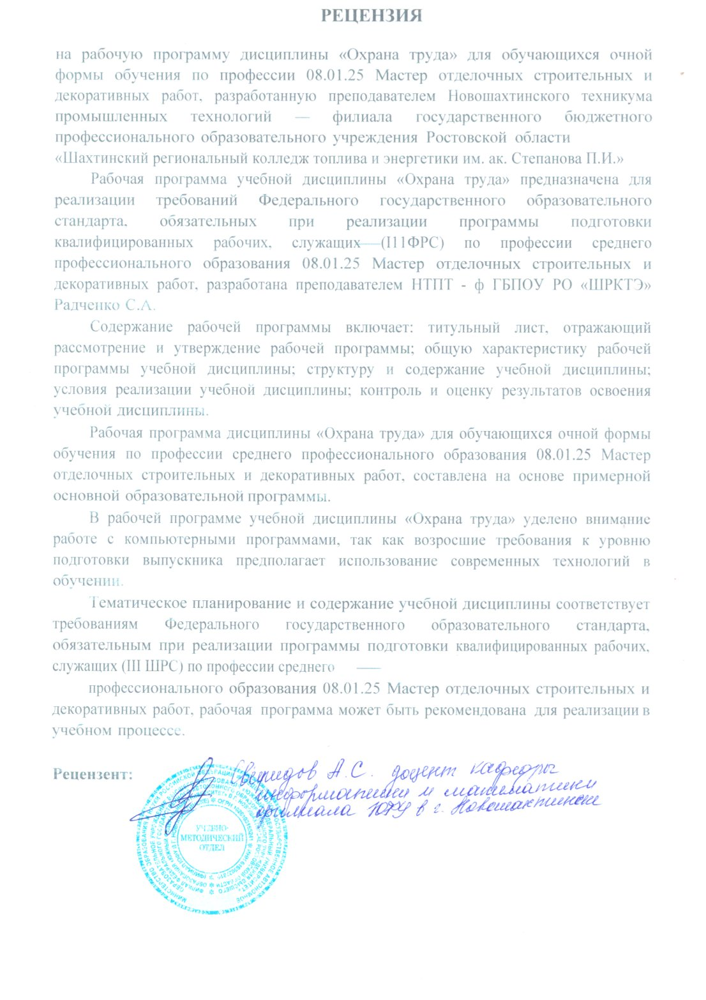 РЕЦЕНЗИЯ
на рабочую программу дисциплины «Охрана труда» для обучающихся очной
формы обучения по профессии 08.01.25 Мастер отделочных строительных и
декоративных работ, разработанную преподавателем Новошахтинского техникума
промышленных технологий — филиала государственного бюджетного
профессионального образовательного учреждения Ростовской области
«Шахтинский региональный колледж топлива и энергетики им. ак. Степанова П.И.»
Рабочая программа учебной дисциплины «Охрана труда» предназначена для
реализации требований Федерального государственного образовательного
стандарта, обязательных при реализации программы подготовки
квалифицированных рабочих, служащих — (I11ФРС) по профессии среднего
профессионального образования 08.01.25 Мастер отделочных строительных и
декоративных работ, разработана преподавателем НТПТ - ф ГБПОУ РО «ШРКТЭ»
Радченко С.А.
Содержание рабочей программы включает: титульный лист, отражающий
рассмотрение и утверждение рабочей программы; общую характеристику рабочей
программы учебной дисциплины; структуру и содержание учебной дисциплины;
условия реализации учебной дисциплины; контроль и оценку результатов освоения
учебной дисциплины.
Рабочая программа дисциплины «Охрана труда» для обучающихся очной формы
обучения по профессии среднего профессионального образования 08.01.25 Мастер
отделочных строительных и декоративных работ, составлена на основе примерной
основной образовательной программы.
В рабочей программе учебной дисциплины «Охрана труда» уделено внимание
работе с компьютерными программами, так как возросшие требования к уровню
подготовки выпускника предполагает использование современных технологий в
обучении.
Тематическое планирование и содержание учебной дисциплины соответствует
требованиям Федерального государственного образовательного стандарта,
обязательным при реализации программы подготовки квалифицированных рабочих,
служащих (III ШРС) по профессии среднего —
профессионального образования 08.01.25 Мастер отделочных строительных и
декоративных работ, рабочая программа может быть рекомендована для реализации в
учебном процессе.
Рецензент: Свиридов А.С. доцент кафедры
информатики и математики
филиала ЮФУ в г. Новошахтинске
УЧЕБНО-
МЕТОДИЧЕСКИЙ
ОТДЕЛ